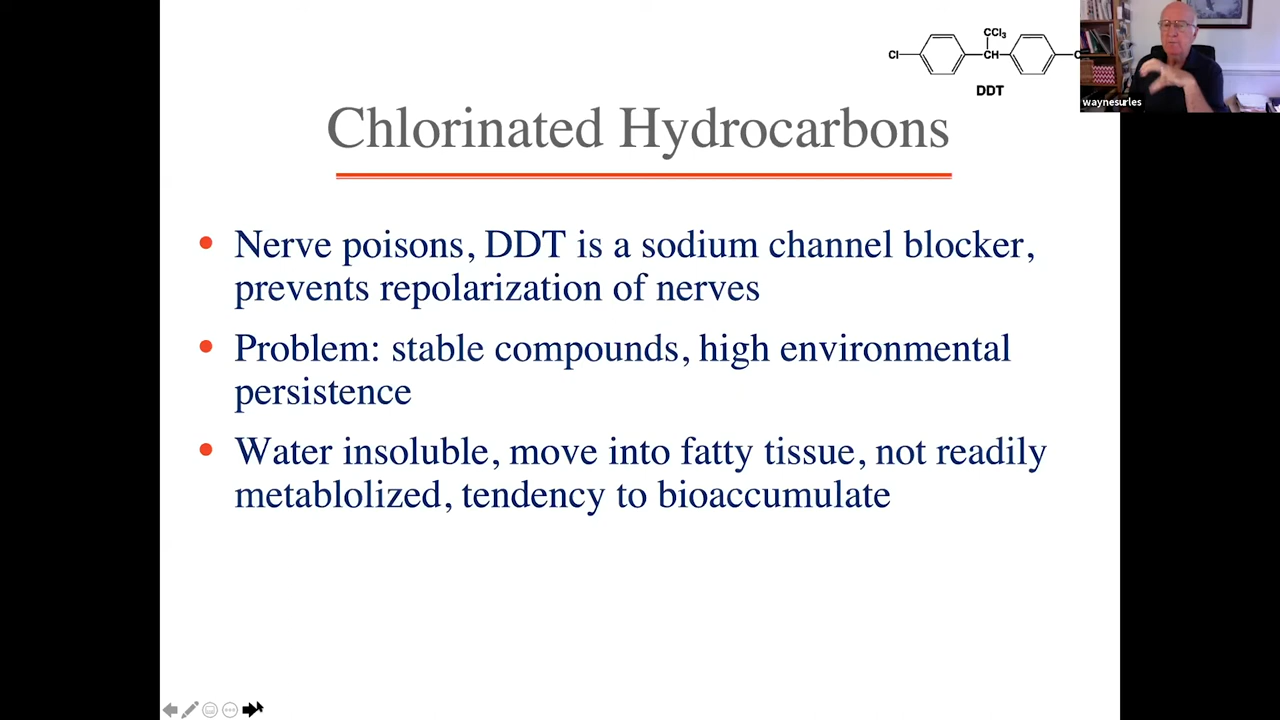 CCl3
Cl
CH
DDT
waynesurles
Chlorinated Hydrocarbons
• Nerve poisons, DDT is a sodium channel blocker,
prevents repolarization of nerves
• Problem: stable compounds, high environmental
persistence
• Water insoluble, move into fatty tissue, not readily
metablolized, tendency to bioaccumulate